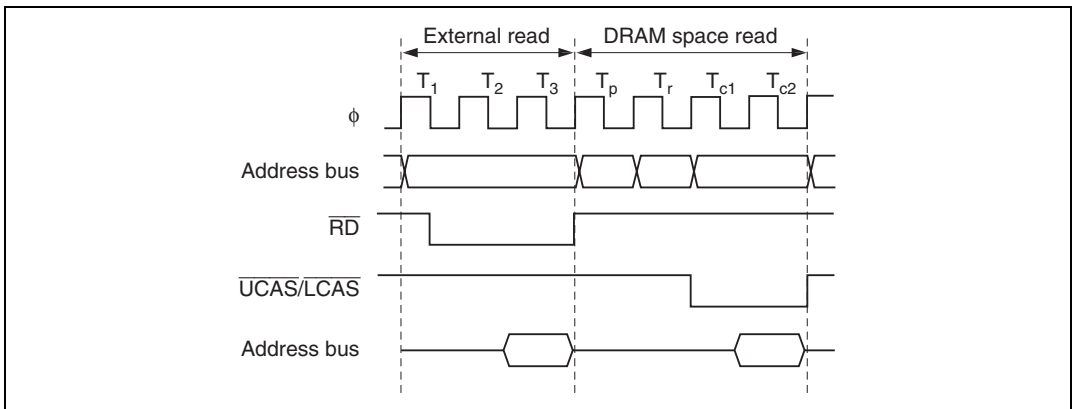 External read DRAM space read
T1 T2 T3 Tp Tr Tc1 Tc2
ϕ
Address bus
RD
UCAS/LCAS
Address bus